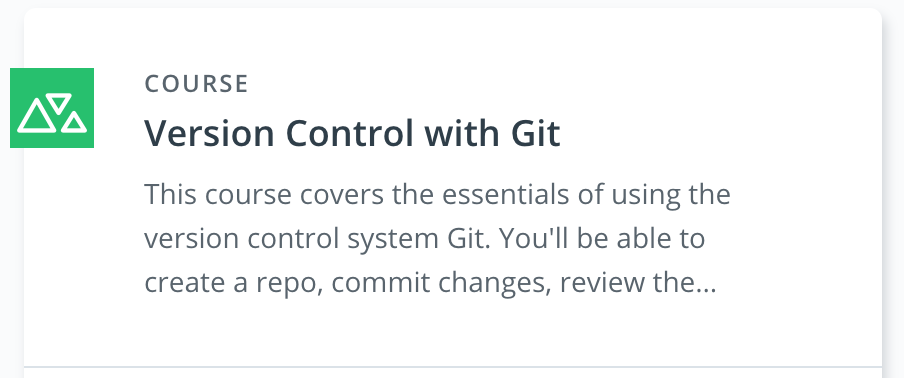 COURSE
Version Control with Git
This course covers the essentials of using the
version control system Git. You'll be able to
create a repo, commit changes, review the...